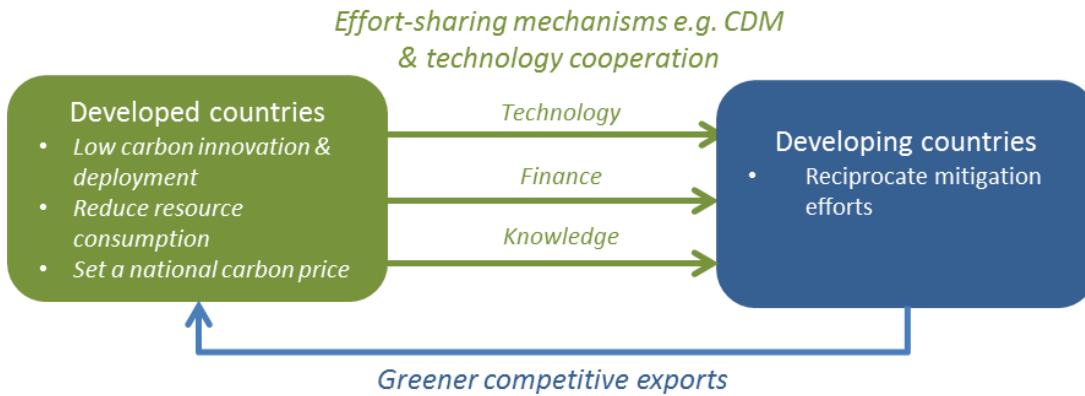 Effort-sharing mechanisms e.g. CDM
& technology cooperation
Developed countries
• Low carbon innovation &
deployment
• Reduce resource
consumption
• Set a national carbon price
Technology
Finance
Knowledge
Developing countries
• Reciprocate mitigation
efforts
Greener competitive exports